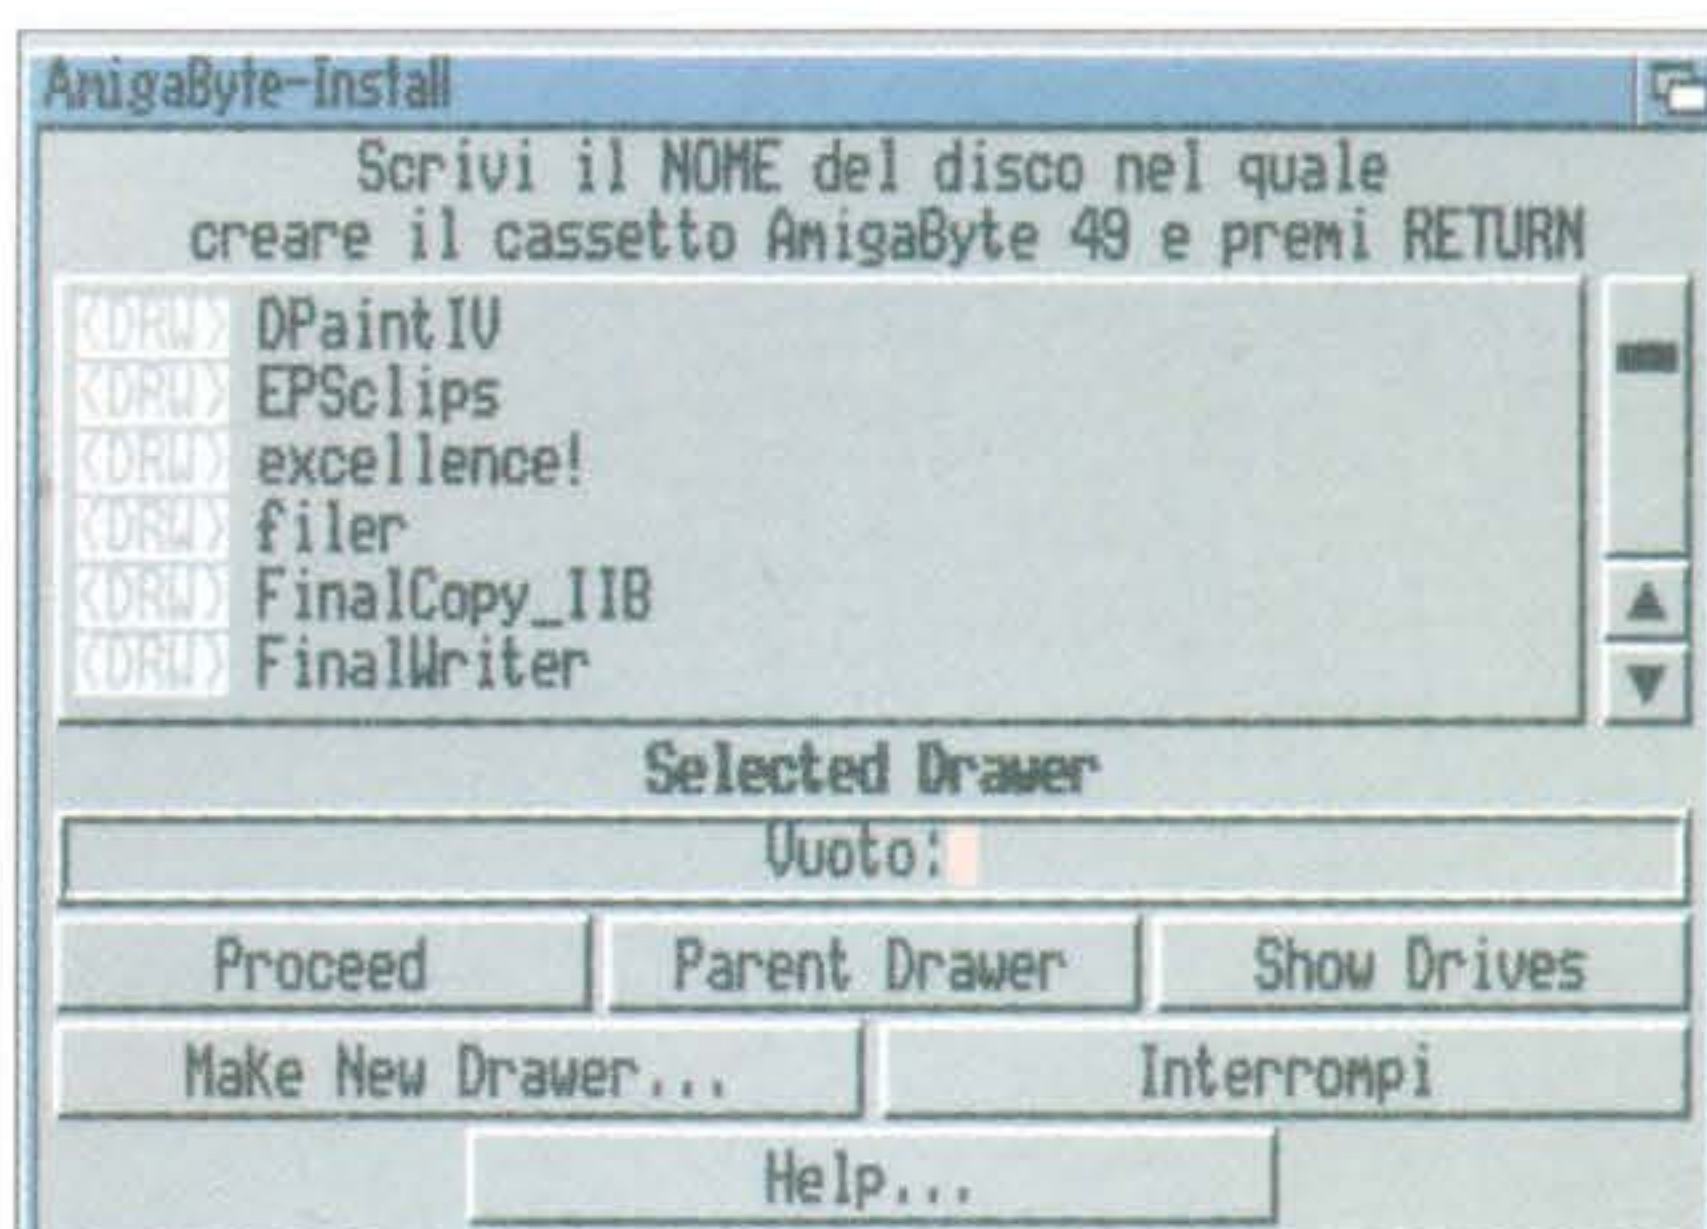 AmigaByte-Install
Scrivi il NOME del disco nel quale
creare il cassetto AmigaByte 49 e premi RETURN
<DRW> DPaintIV
<DRW> EPSclips
<DRW> excellence!
<DRW> filer
<DRW> FinalCopy_IIB
<DRW> FinalWriter
Selected Drawer
Vuoto:
Proceed Parent Drawer Show Drives
Make New Drawer... Interrompi
Help...